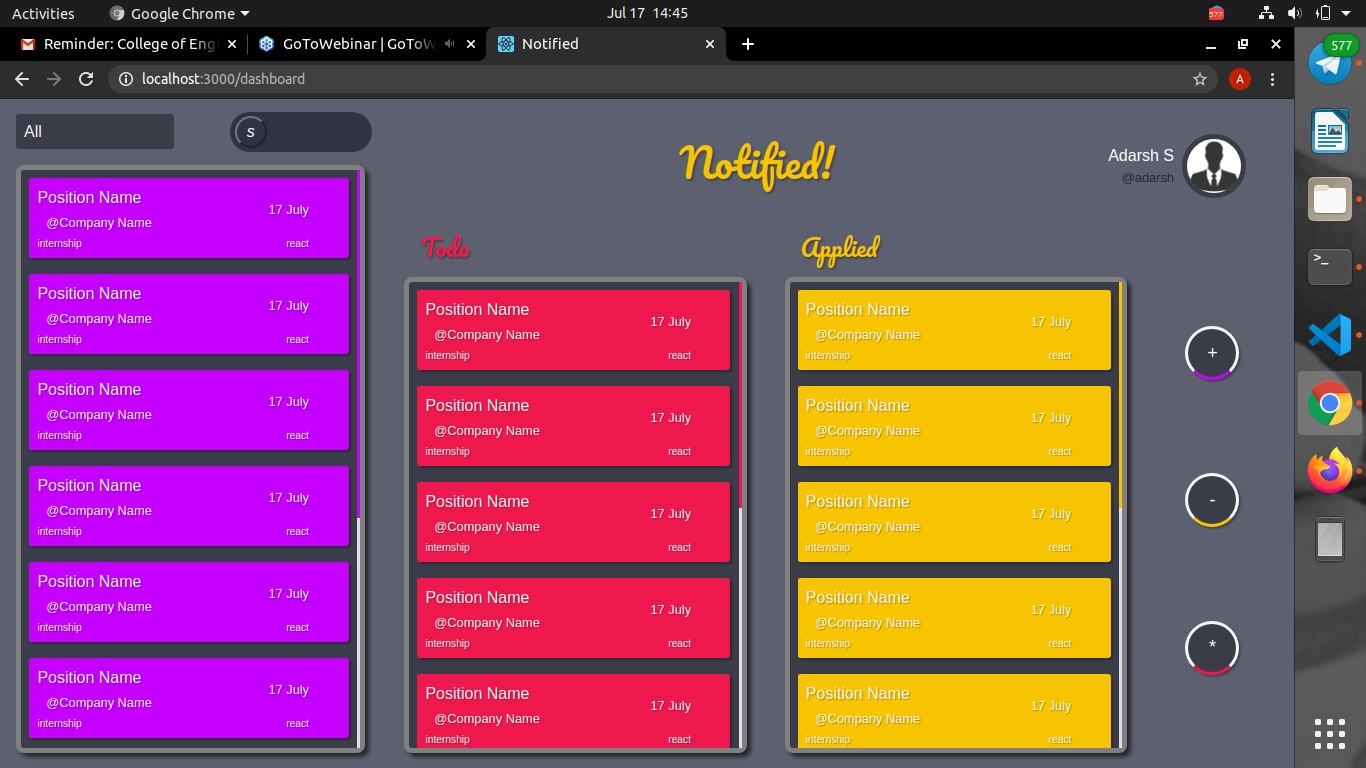 Activities
Google Chrome
Jul 17 14:45
577
Reminder: College of Eng
GoToWebinar | GoToW
Notified
577
localhost:3000/dashboard
A
All
s
Notified!
Adarsh S
@adarsh
Position Name
17 July
@Company Name
internship
react
Position Name
17 July
@Company Name
internship
react
Position Name
17 July
@Company Name
internship
react
Position Name
17 July
@Company Name
internship
react
Position Name
17 July
@Company Name
internship
react
Position Name
17 July
@Company Name
internship
react
Todo
Position Name
17 July
@Company Name
internship
react
Position Name
17 July
@Company Name
internship
react
Position Name
17 July
@Company Name
internship
react
Position Name
17 July
@Company Name
internship
react
Position Name
17 July
@Company Name
internship
react
Applied
Position Name
17 July
@Company Name
internship
react
Position Name
17 July
@Company Name
internship
react
Position Name
17 July
@Company Name
internship
react
Position Name
17 July
@Company Name
internship
react
Position Name
17 July
@Company Name
internship
react
+
-
*
>_